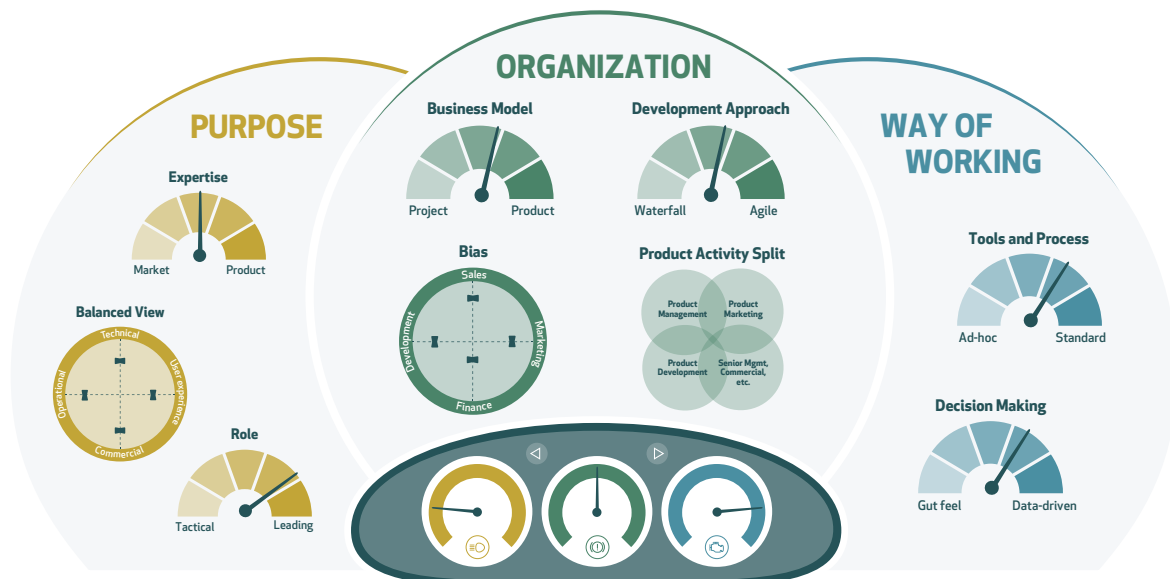 PURPOSE
Expertise
Market
Product
Balanced View
Technical
Operational
User experience
Commercial
Role
Tactical
Leading
ORGANIZATION
Business Model
Project
Product
Development Approach
Waterfall
Agile
Bias
Sales
Development
Marketing
Finance
Product Activity Split
Product
Management
Product
Marketing
Product
Development
Senior Mgmt,
Commercial,
etc.
WAY OF
WORKING
Tools and Process
Ad-hoc
Standard
Decision Making
Gut feel
Data-driven